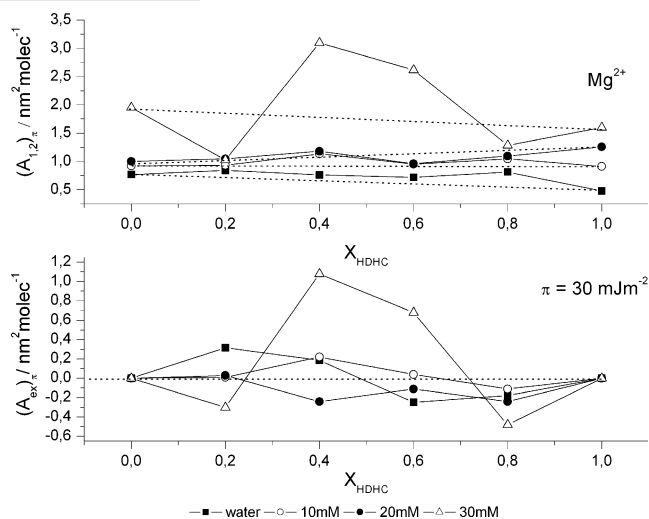 3,5
3,0
2,5
2,0
1,5
1,0
0,5
(A1,2)π / nm²molec⁻¹
Mg²⁺
0,0 0,2 0,4 0,6 0,8 1,0
XHDHC
1,2
1,0
0,8
0,6
0,4
0,2
0,0
-0,2
-0,4
-0,6
(Aex)π / nm²molec⁻¹
π = 30 mJm⁻²
0,0 0,2 0,4 0,6 0,8 1,0
XHDHC
water 10mM 20mM 30mM